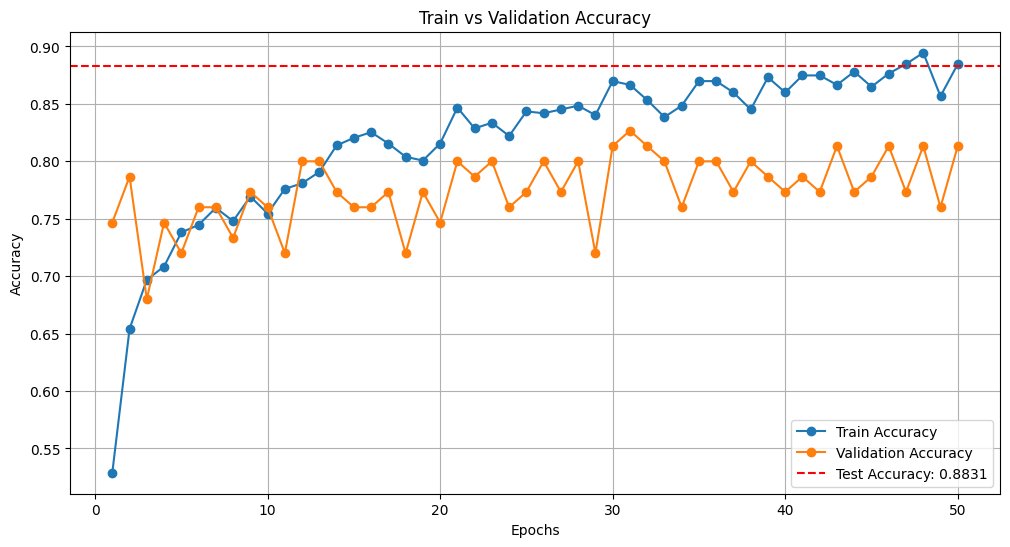 Train vs Validation Accuracy
Accuracy
0.90
0.85
0.80
0.75
0.70
0.65
0.60
0.55
Train Accuracy
Validation Accuracy
Test Accuracy: 0.8831
0 10 20 30 40 50
Epochs